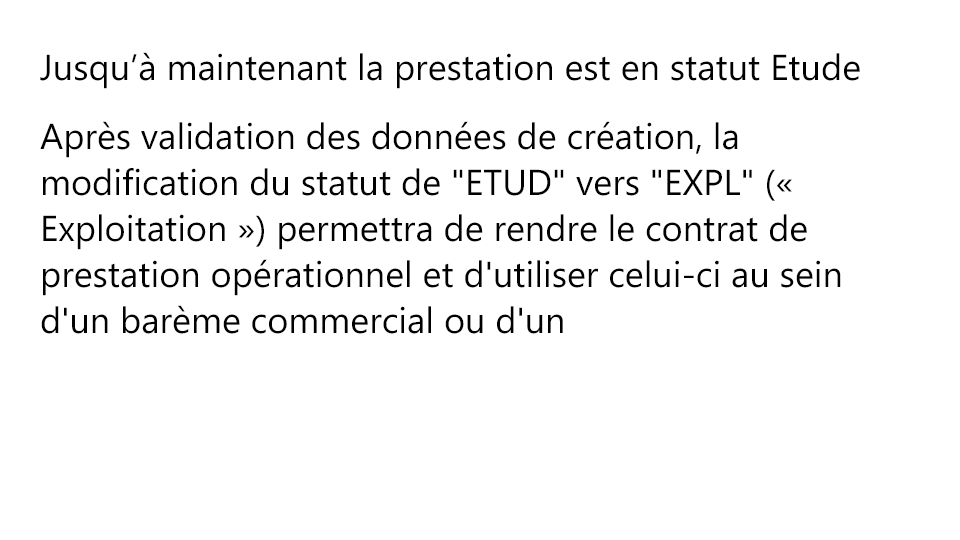 Jusqu’à maintenant la prestation est en statut Etude
Après validation des données de création, la
modification du statut de "ETUD" vers "EXPL" («
Exploitation ») permettra de rendre le contrat de
prestation opérationnel et d'utiliser celui-ci au sein
d'un barème commercial ou d'un